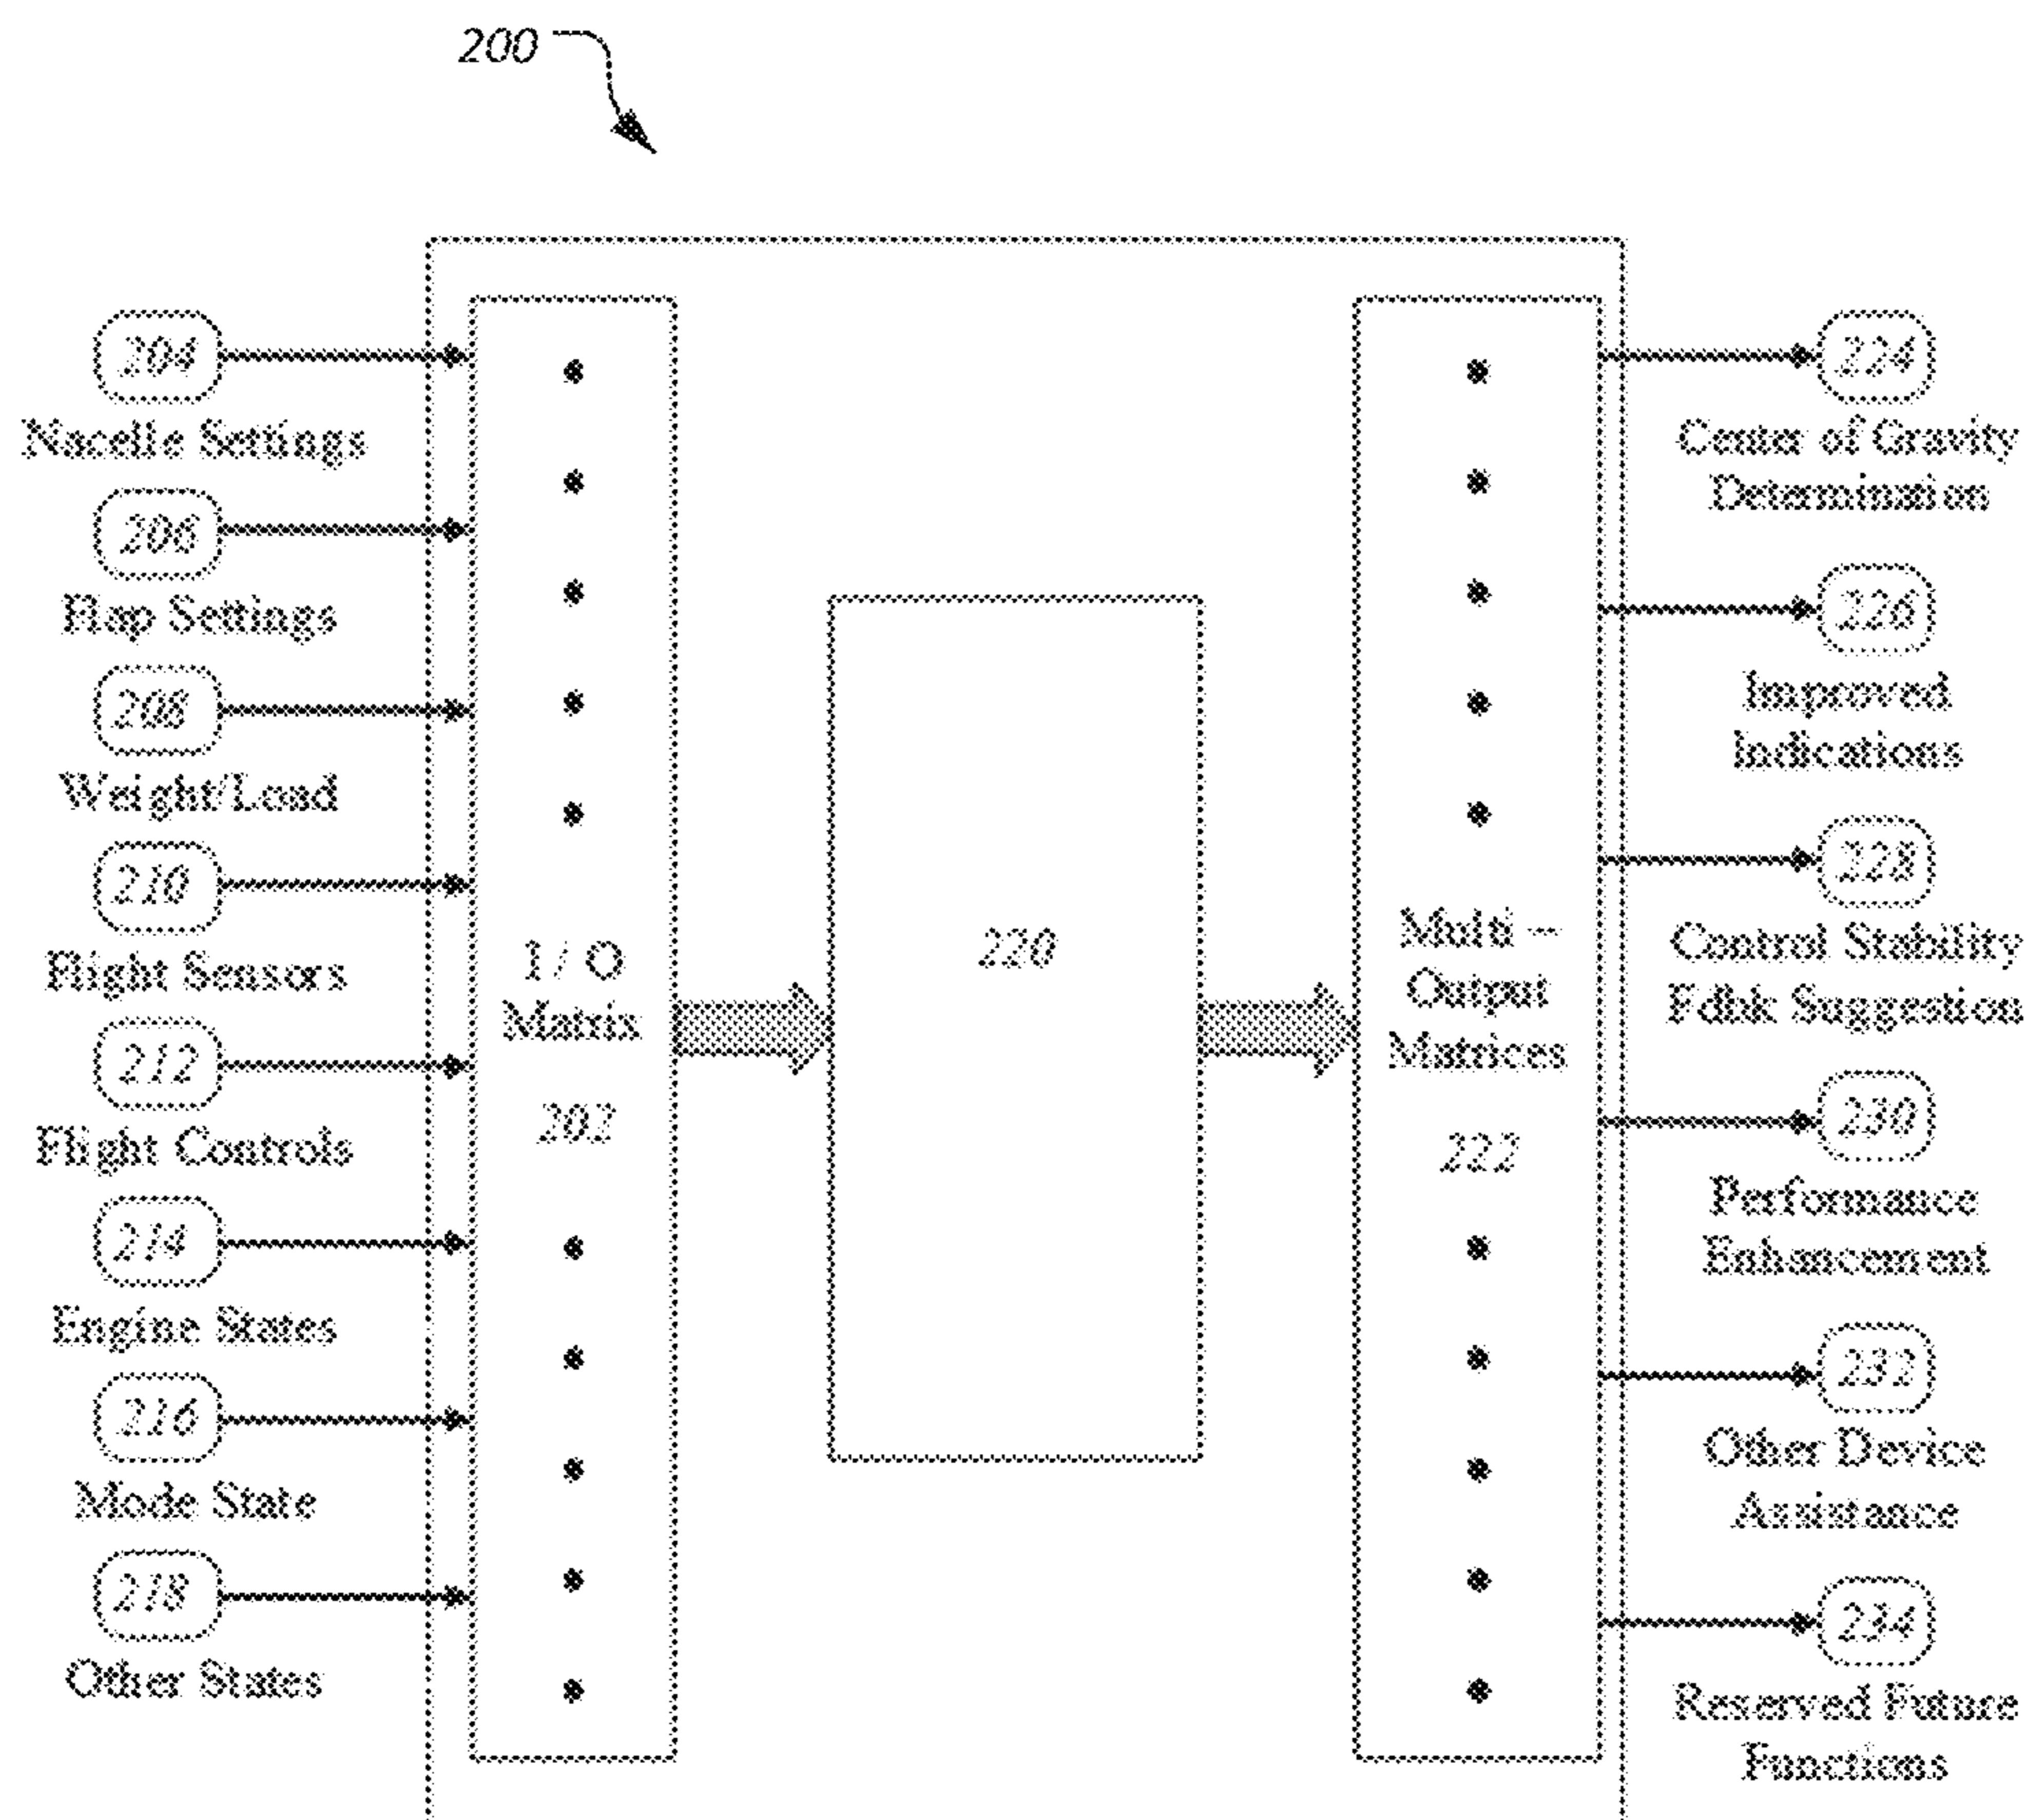 200
204
Nacelle Settings
206
Flap Settings
208
Weight/Load
210
Flight Sensors
212
Flight Controls
214
Engine States
216
Mode State
218
Other States
I / O
Matrix
202
220
Multi –
Output
Matrices
222
224
Center of Gravity
Determination
226
Improved
Indications
228
Control Stability
Fdbk Suggestion
230
Performance
Enhancement
232
Other Device
Assistance
234
Reserved Future
Functions